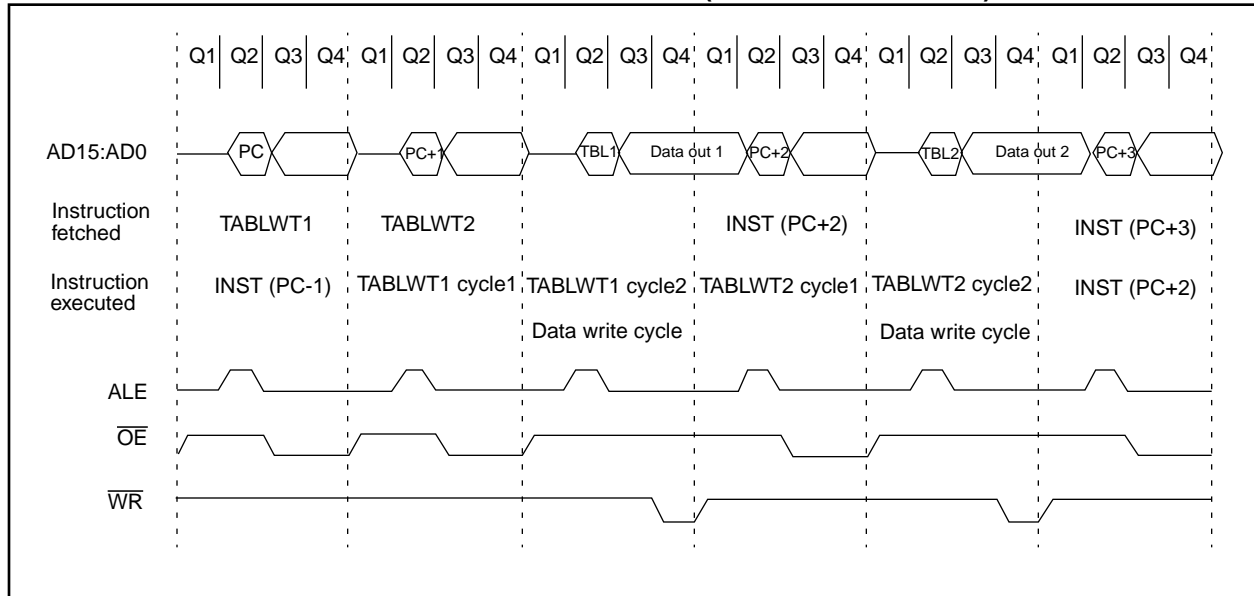 Q1 Q2 Q3 Q4 Q1 Q2 Q3 Q4 Q1 Q2 Q3 Q4 Q1 Q2 Q3 Q4 Q1 Q2 Q3 Q4 Q1 Q2 Q3 Q4
AD15:AD0 PC PC+1 TBL1 Data out 1 PC+2 TBL2 Data out 2 PC+3
Instruction fetched TABLWT1 TABLWT2 INST (PC+2) INST (PC+3)
Instruction executed INST (PC-1) TABLWT1 cycle1 TABLWT1 cycle2 TABLWT2 cycle1 TABLWT2 cycle2 INST (PC+2)
Data write cycle Data write cycle
ALE
OE
WR